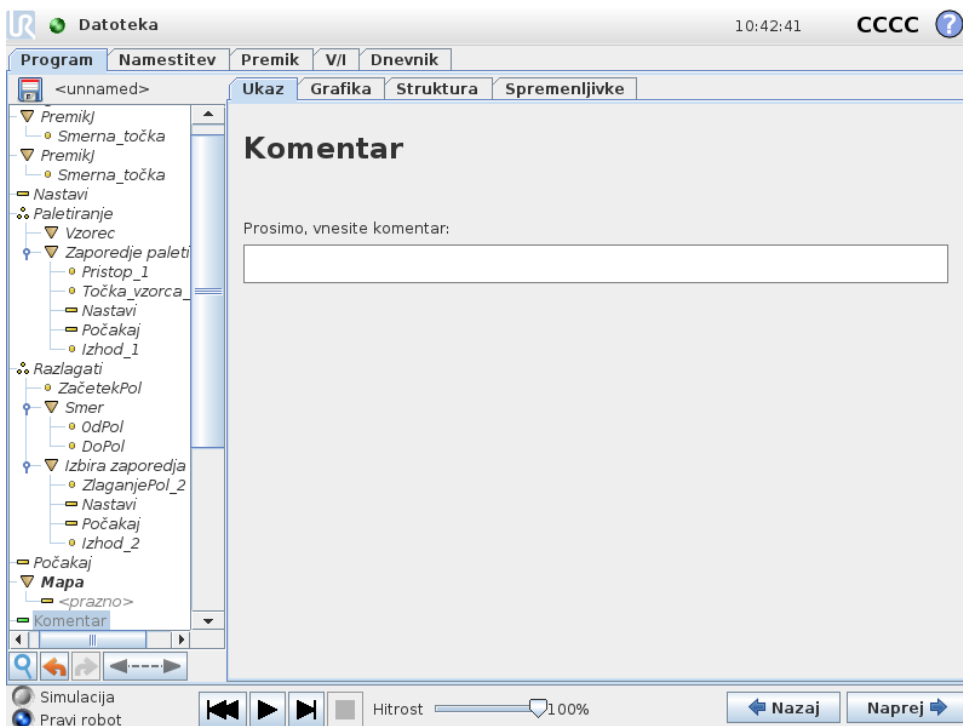 Datoteka 10:42:41 CCCC ?
Program Namestitev Premik V/I Dnevnik
<unnamed> Ukaz Grafika Struktura Spremenljivke
PremikJ
Smerna_točka
PremikJ
Smerna_točka
Nastavi
Paletiranje
Vzorec
Zaporedje paleti
Pristop_1
Točka_vzorca_
Nastavi
Počakaj
Izhod_1
Razlagati
ZačetekPol
Smer
OdPol
DoPol
Izbira zaporedja
ZlaganjePol_2
Nastavi
Počakaj
Izhod_2
Počakaj
Mapa
<prazno>
Komentar
Komentar
Prosimo, vnesite komentar:
Simulacija
Pravi robot
Hitrost 100%
Nazaj Naprej